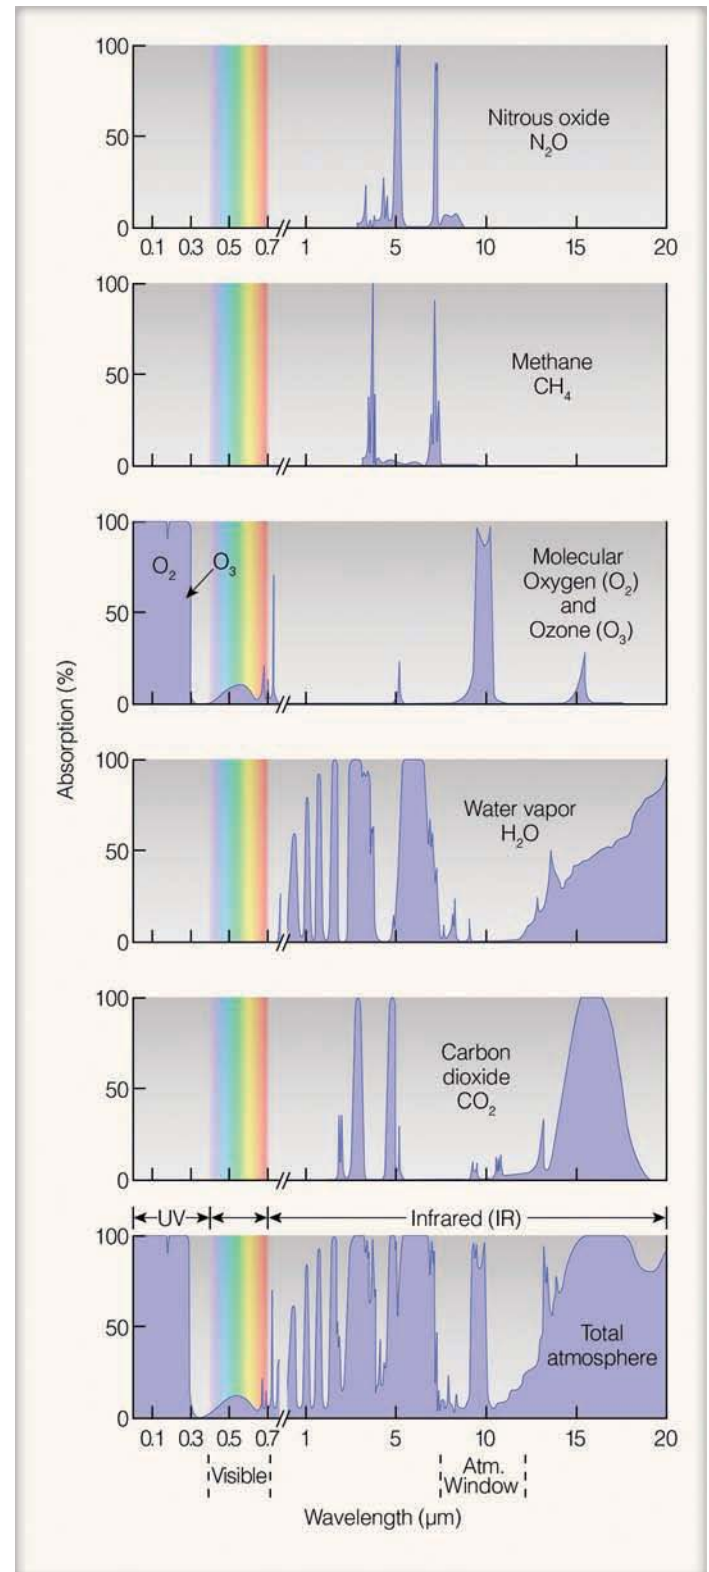 100
50
0
Nitrous oxide
N₂O
0.1 0.3 0.5 0.7 1 5 10 15 20
100
50
0
Methane
CH₄
100
50
0
O₂
O₃
Molecular
Oxygen (O₂)
and
Ozone (O₃)
Absorption (%)
100
50
0
Water vapor
H₂O
100
50
0
Carbon
dioxide
CO₂
UV
Infrared (IR)
100
50
0
Total
atmosphere
0.1 0.3 0.5 0.7 1 5 10 15 20
Visible
Atm.
Window
Wavelength (μm)